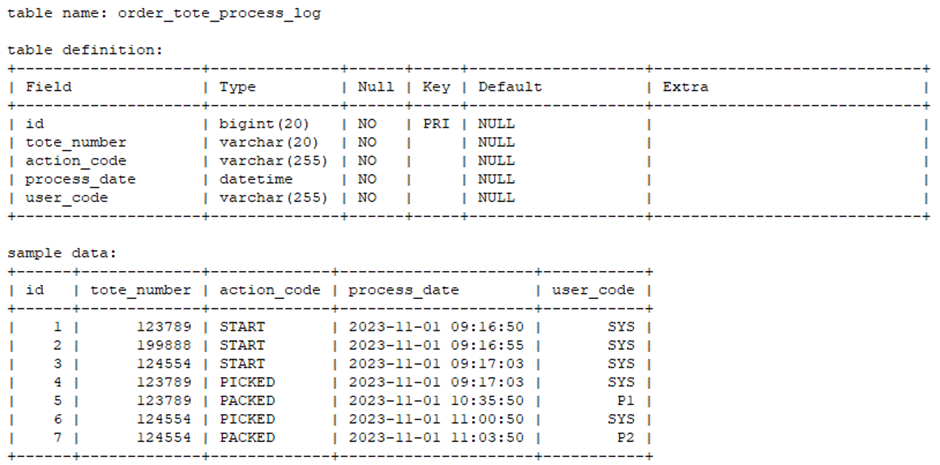 table name: order_tote_process_log
table definition:
+--------------------+--------------+------+-----+-------------------+-----------------------------+
| Field | Type | Null | Key | Default | Extra |
+--------------------+--------------+------+-----+-------------------+-----------------------------+
| id | bigint(20) | NO | PRI | NULL | |
| tote_number | varchar(20) | NO | | NULL | |
| action_code | varchar(255) | NO | | NULL | |
| process_date | datetime | NO | | NULL | |
| user_code | varchar(255) | NO | | NULL | |
+--------------------+--------------+------+-----+-------------------+-----------------------------+
sample data:
+------+-------------+-------------+---------------------+-----------+
| id | tote_number | action_code | process_date | user_code |
+------+-------------+-------------+---------------------+-----------+
| 1 | 123789 | START | 2023-11-01 09:16:50 | SYS |
| 2 | 199888 | START | 2023-11-01 09:16:55 | SYS |
| 3 | 124554 | START | 2023-11-01 09:17:03 | SYS |
| 4 | 123789 | PICKED | 2023-11-01 09:17:03 | SYS |
| 5 | 123789 | PACKED | 2023-11-01 10:35:50 | P1 |
| 6 | 124554 | PICKED | 2023-11-01 11:00:50 | SYS |
| 7 | 124554 | PACKED | 2023-11-01 11:03:50 | P2 |
+------+-------------+-------------+---------------------+-----------+